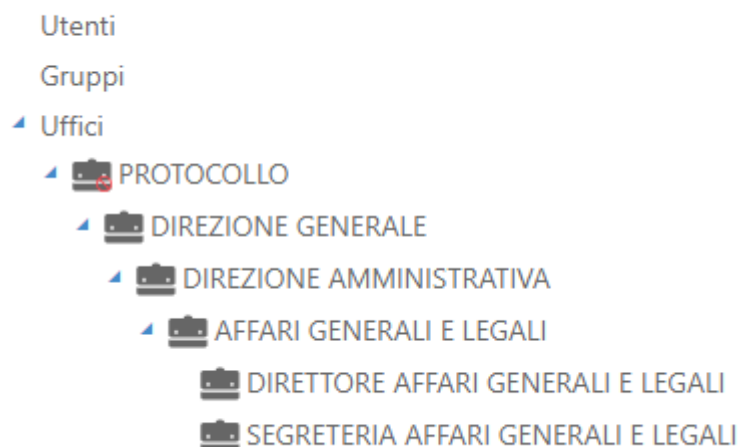 Utenti
Gruppi
Uffici
PROTOCOLLO
DIREZIONE GENERALE
DIREZIONE AMMINISTRATIVA
AFFARI GENERALI E LEGALI
DIRETTORE AFFARI GENERALI E LEGALI
SEGRETERIA AFFARI GENERALI E LEGALI